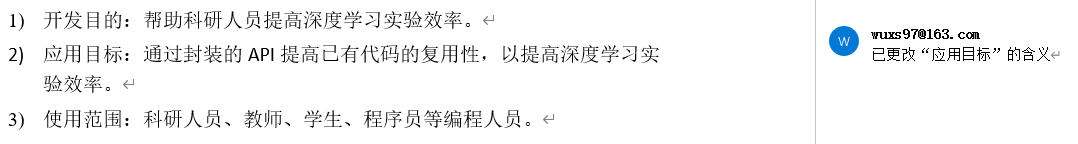 1) 开发目的：帮助科研人员提高深度学习实验效率。
2) 应用目标：通过封装的 API 提高已有代码的复用性，以提高深度学习实
验效率。
3) 使用范围：科研人员、教师、学生、程序员等编程人员。
W
wuxs97@163.com
已更改“应用目标”的含义